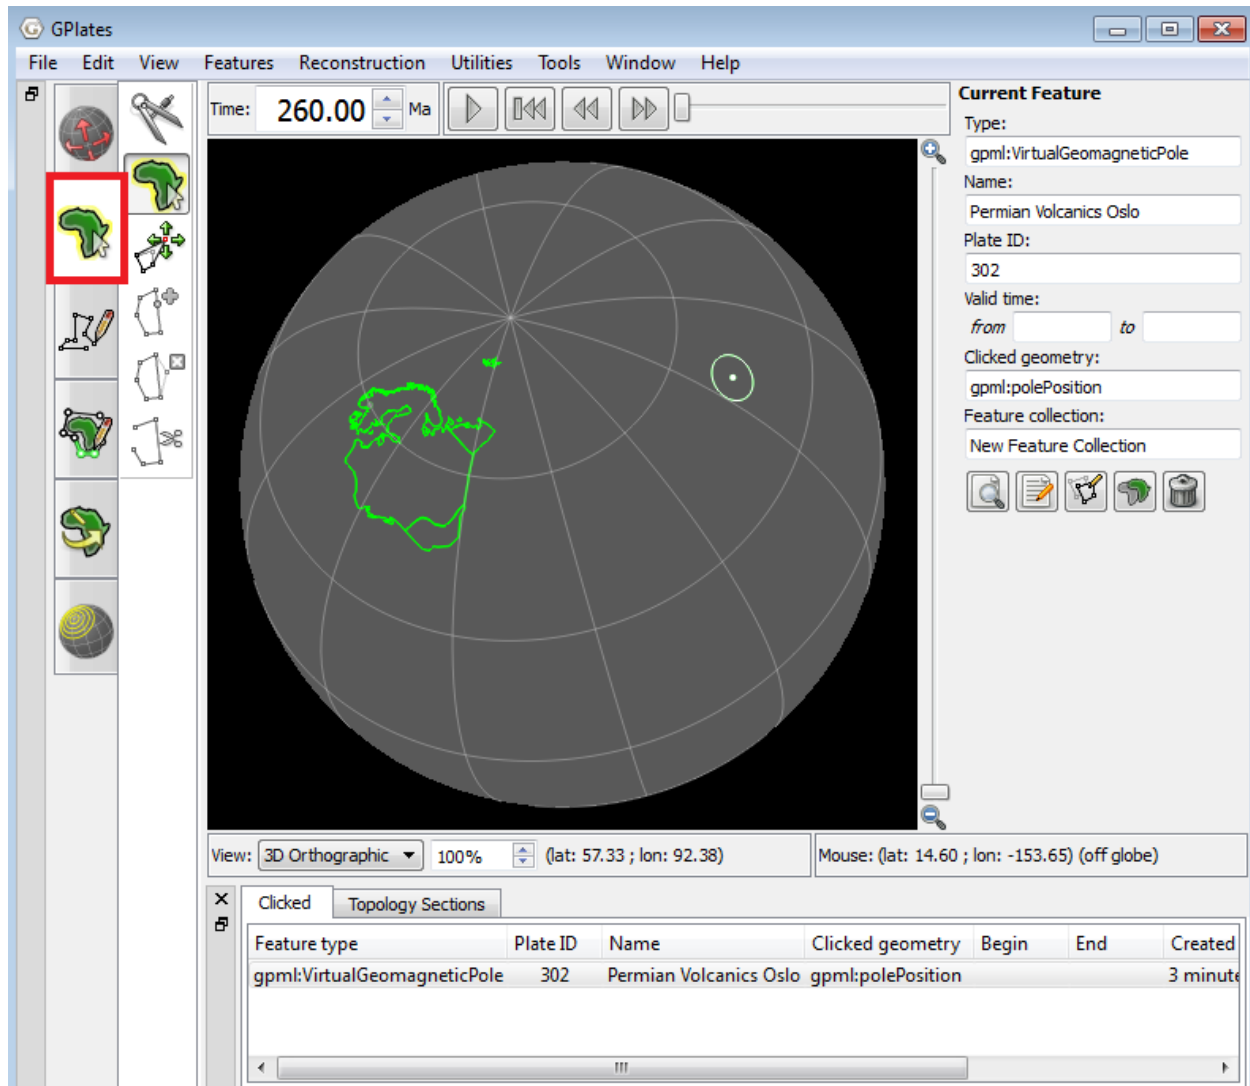 GPlates
File Edit View Features Reconstruction Utilities Tools Window Help
Time: 260.00 Ma
Current Feature
Type:
gpml:VirtualGeomagneticPole
Name:
Permian Volcanics Oslo
Plate ID:
302
Valid time:
from to
Clicked geometry:
gpml:polePosition
Feature collection:
New Feature Collection
View: 3D Orthographic 100% (lat: 57.33 ; lon: 92.38) Mouse: (lat: 14.60 ; lon: -153.65) (off globe)
Clicked Topology Sections
Feature type Plate ID Name Clicked geometry Begin End Created
gpml:VirtualGeomagneticPole 302 Permian Volcanics Oslo gpml:polePosition 3 minute